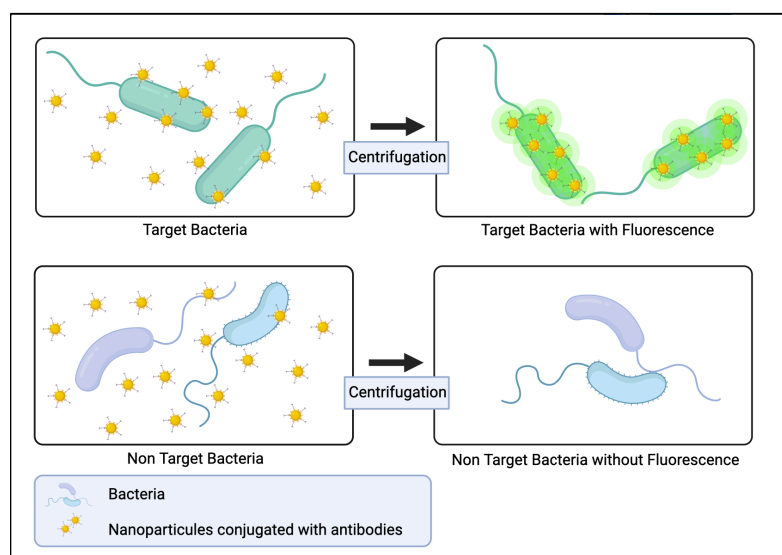 Centrifugation
Target Bacteria
Target Bacteria with Fluorescence
Centrifugation
Non Target Bacteria
Non Target Bacteria without Fluorescence
Bacteria
Nanoparticules conjugated with antibodies